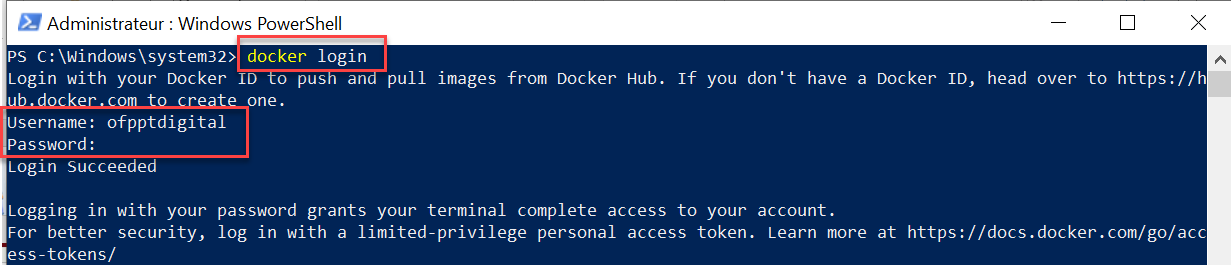 Administrateur : Windows PowerShell
PS C:\Windows\system32> docker login
Login with your Docker ID to push and pull images from Docker Hub. If you don't have a Docker ID, head over to https://h
ub.docker.com to create one.
Username: ofpptdigital
Password:
Login Succeeded
Logging in with your password grants your terminal complete access to your account.
For better security, log in with a limited-privilege personal access token. Learn more at https://docs.docker.com/go/acc
ess-tokens/